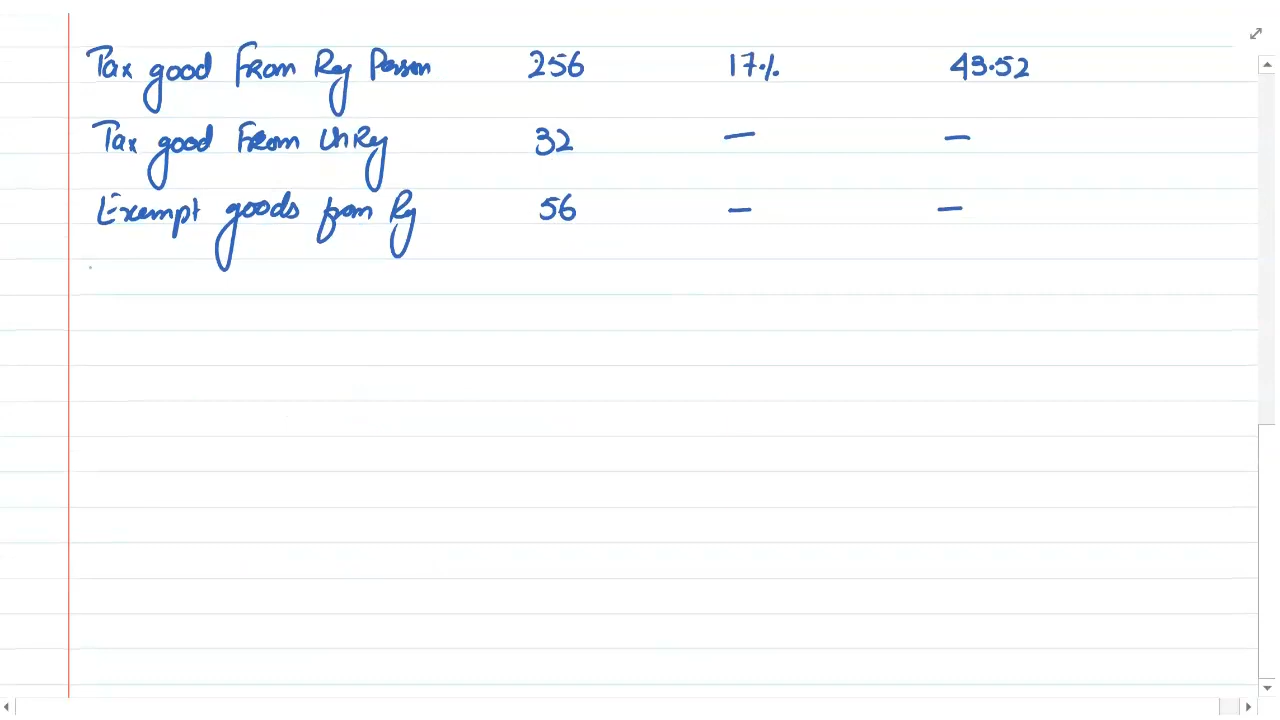 Tax good From Reg Person 256 17% 43.52
Tax good From UnReg 32 — —
Exempt goods from Reg 56 — —